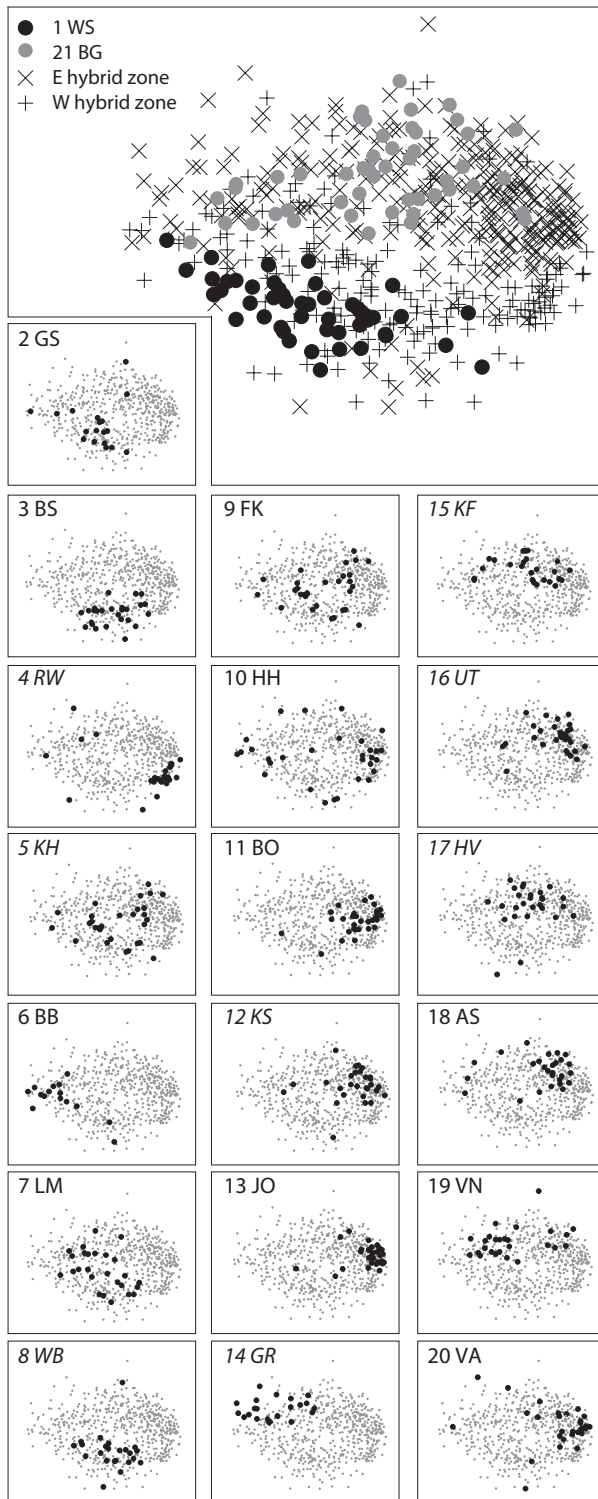 1 WS
21 BG
E hybrid zone
W hybrid zone
2 GS
3 BS
9 FK
15 KF
4 RW
10 HH
16 UT
5 KH
11 BO
17 HV
6 BB
12 KS
18 AS
7 LM
13 JO
19 VN
8 WB
14 GR
20 VA